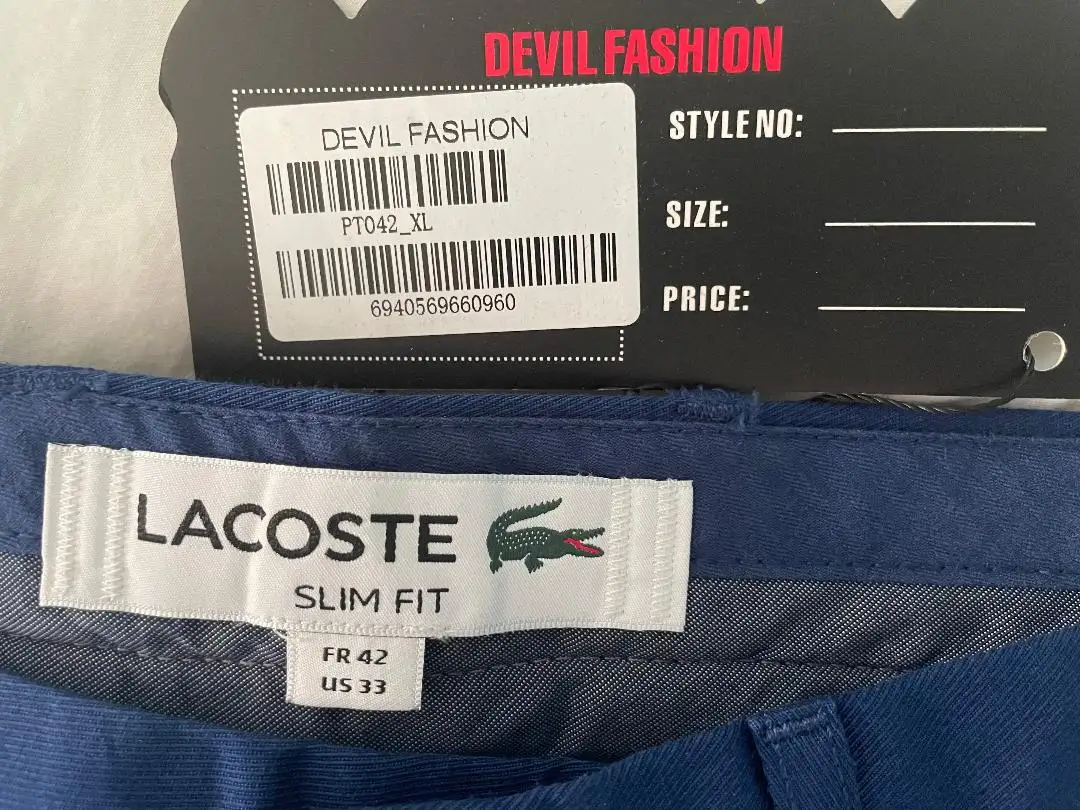 DEVIL FASHION
DEVIL FASHION
PT042_XL
6940569660960
STYLE NO:
SIZE:
PRICE:
LACOSTE
SLIM FIT
FR 42
US 33